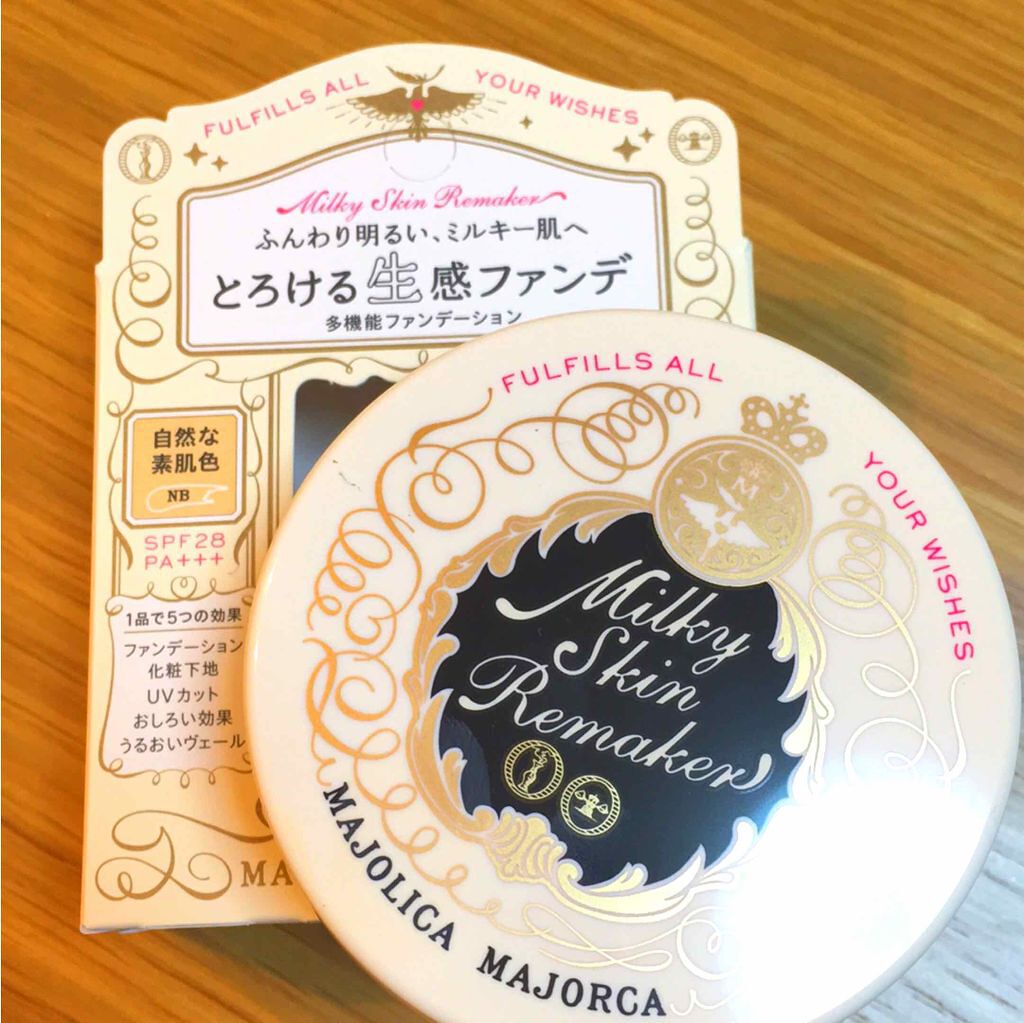 FULFILLS ALL YOUR WISHES
Milky Skin Remaker
ふんわり明るい、ミルキー肌へ
とろける生感ファンデ
多機能ファンデーション
自然な
素肌色
NB
SPF28
PA+++
1品で5つの効果
ファンデーション
化粧下地
UVカット
おしろい効果
うるおいヴェール
MA
FULFILLS ALL
YOUR WISHES
M
Milky
Skin
Remaker
MAJOLICA MAJORCA